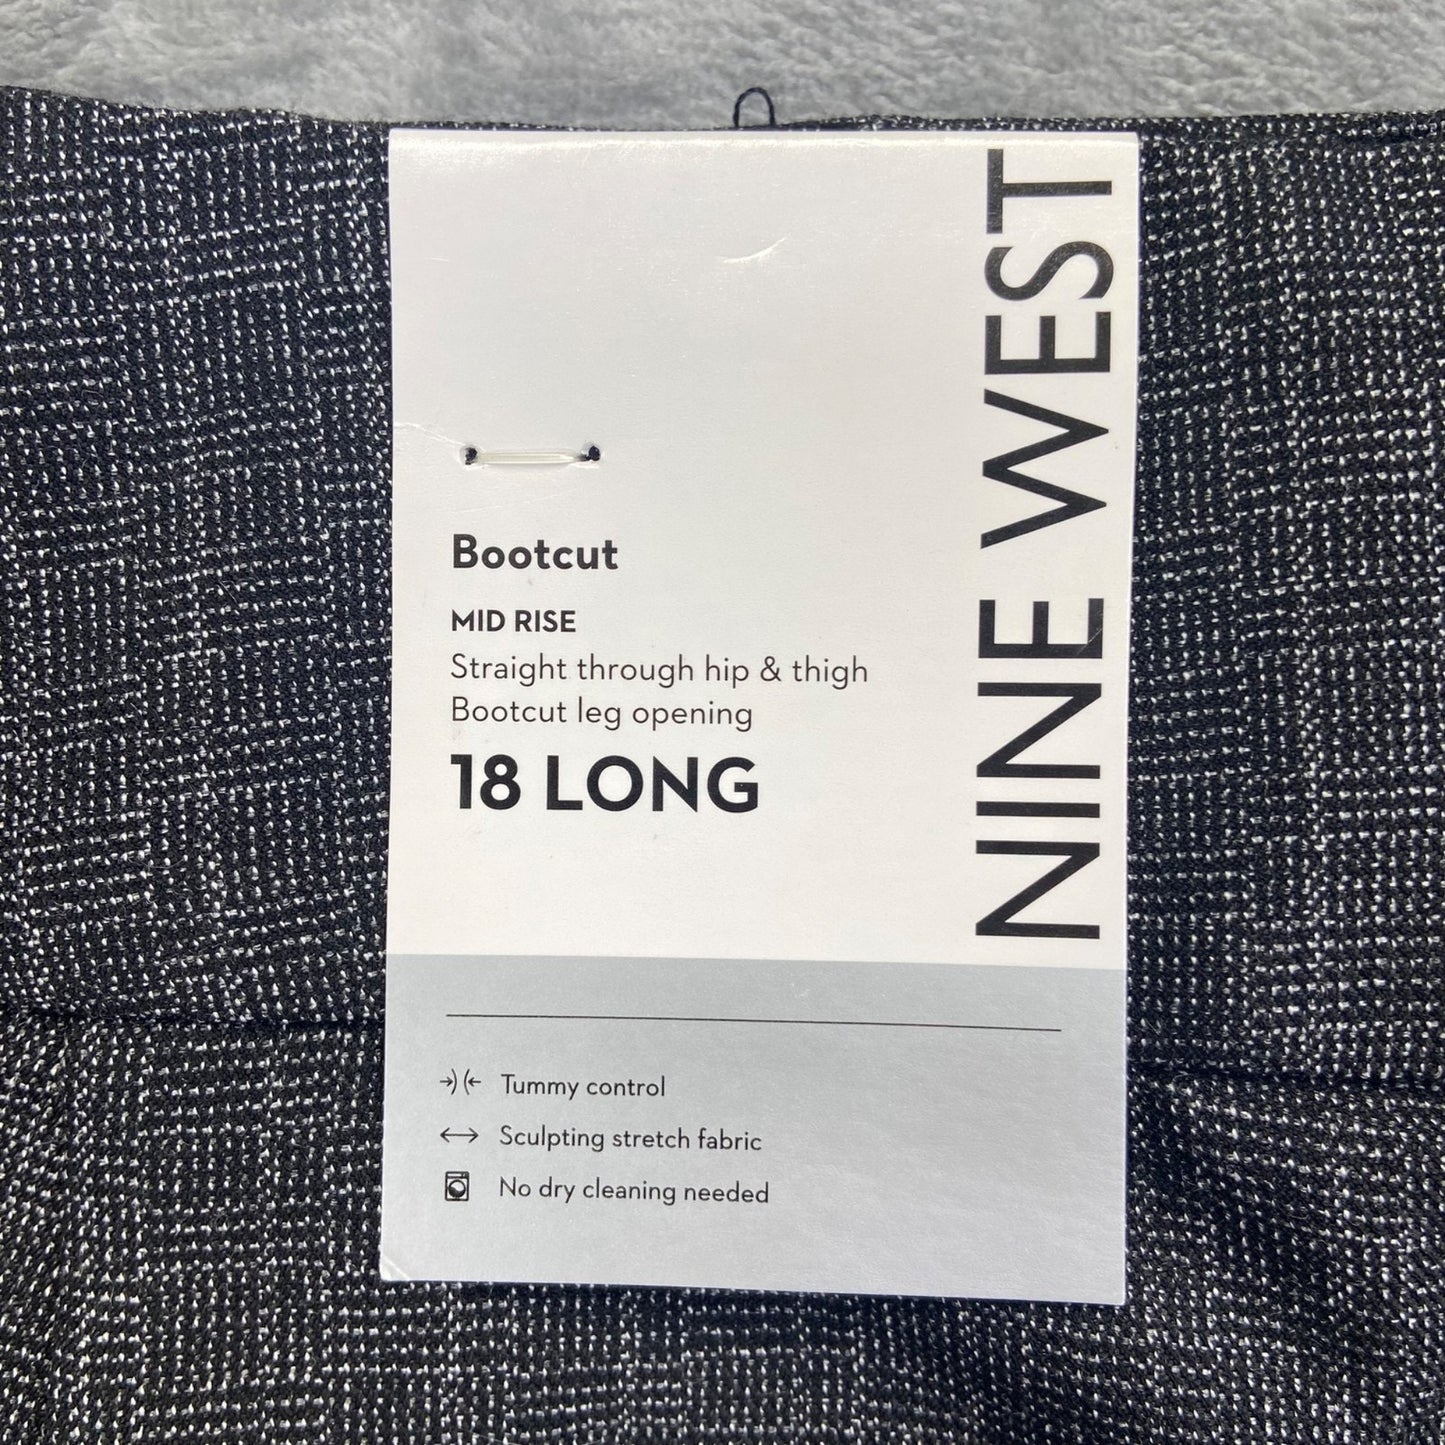 NINE WEST
Bootcut
MID RISE
Straight through hip & thigh
Bootcut leg opening
18 LONG
Tummy control
Sculpting stretch fabric
No dry cleaning needed